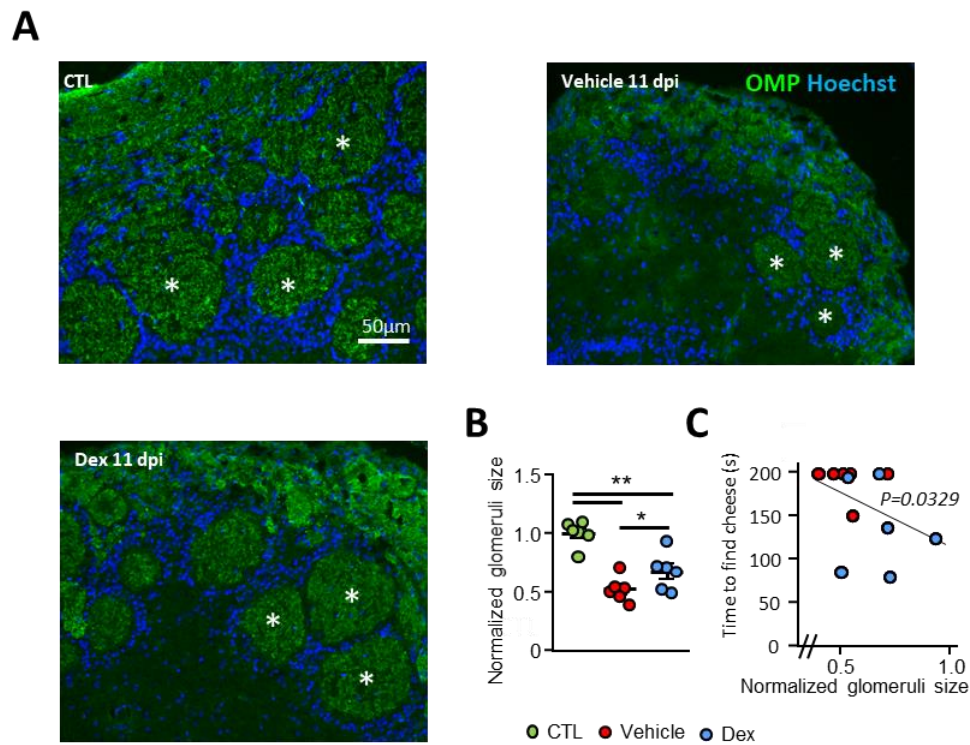 A
CTL
50µm
Vehicle 11 dpi
OMP Hoechst
Dex 11 dpi
B
Normalized glomeruli size
1.5
1.0
0.5
0
**
*
C
Time to find cheese (s)
200
150
100
50
0
P=0.0329
0.5 1.0
Normalized glomeruli size
CTL Vehicle Dex